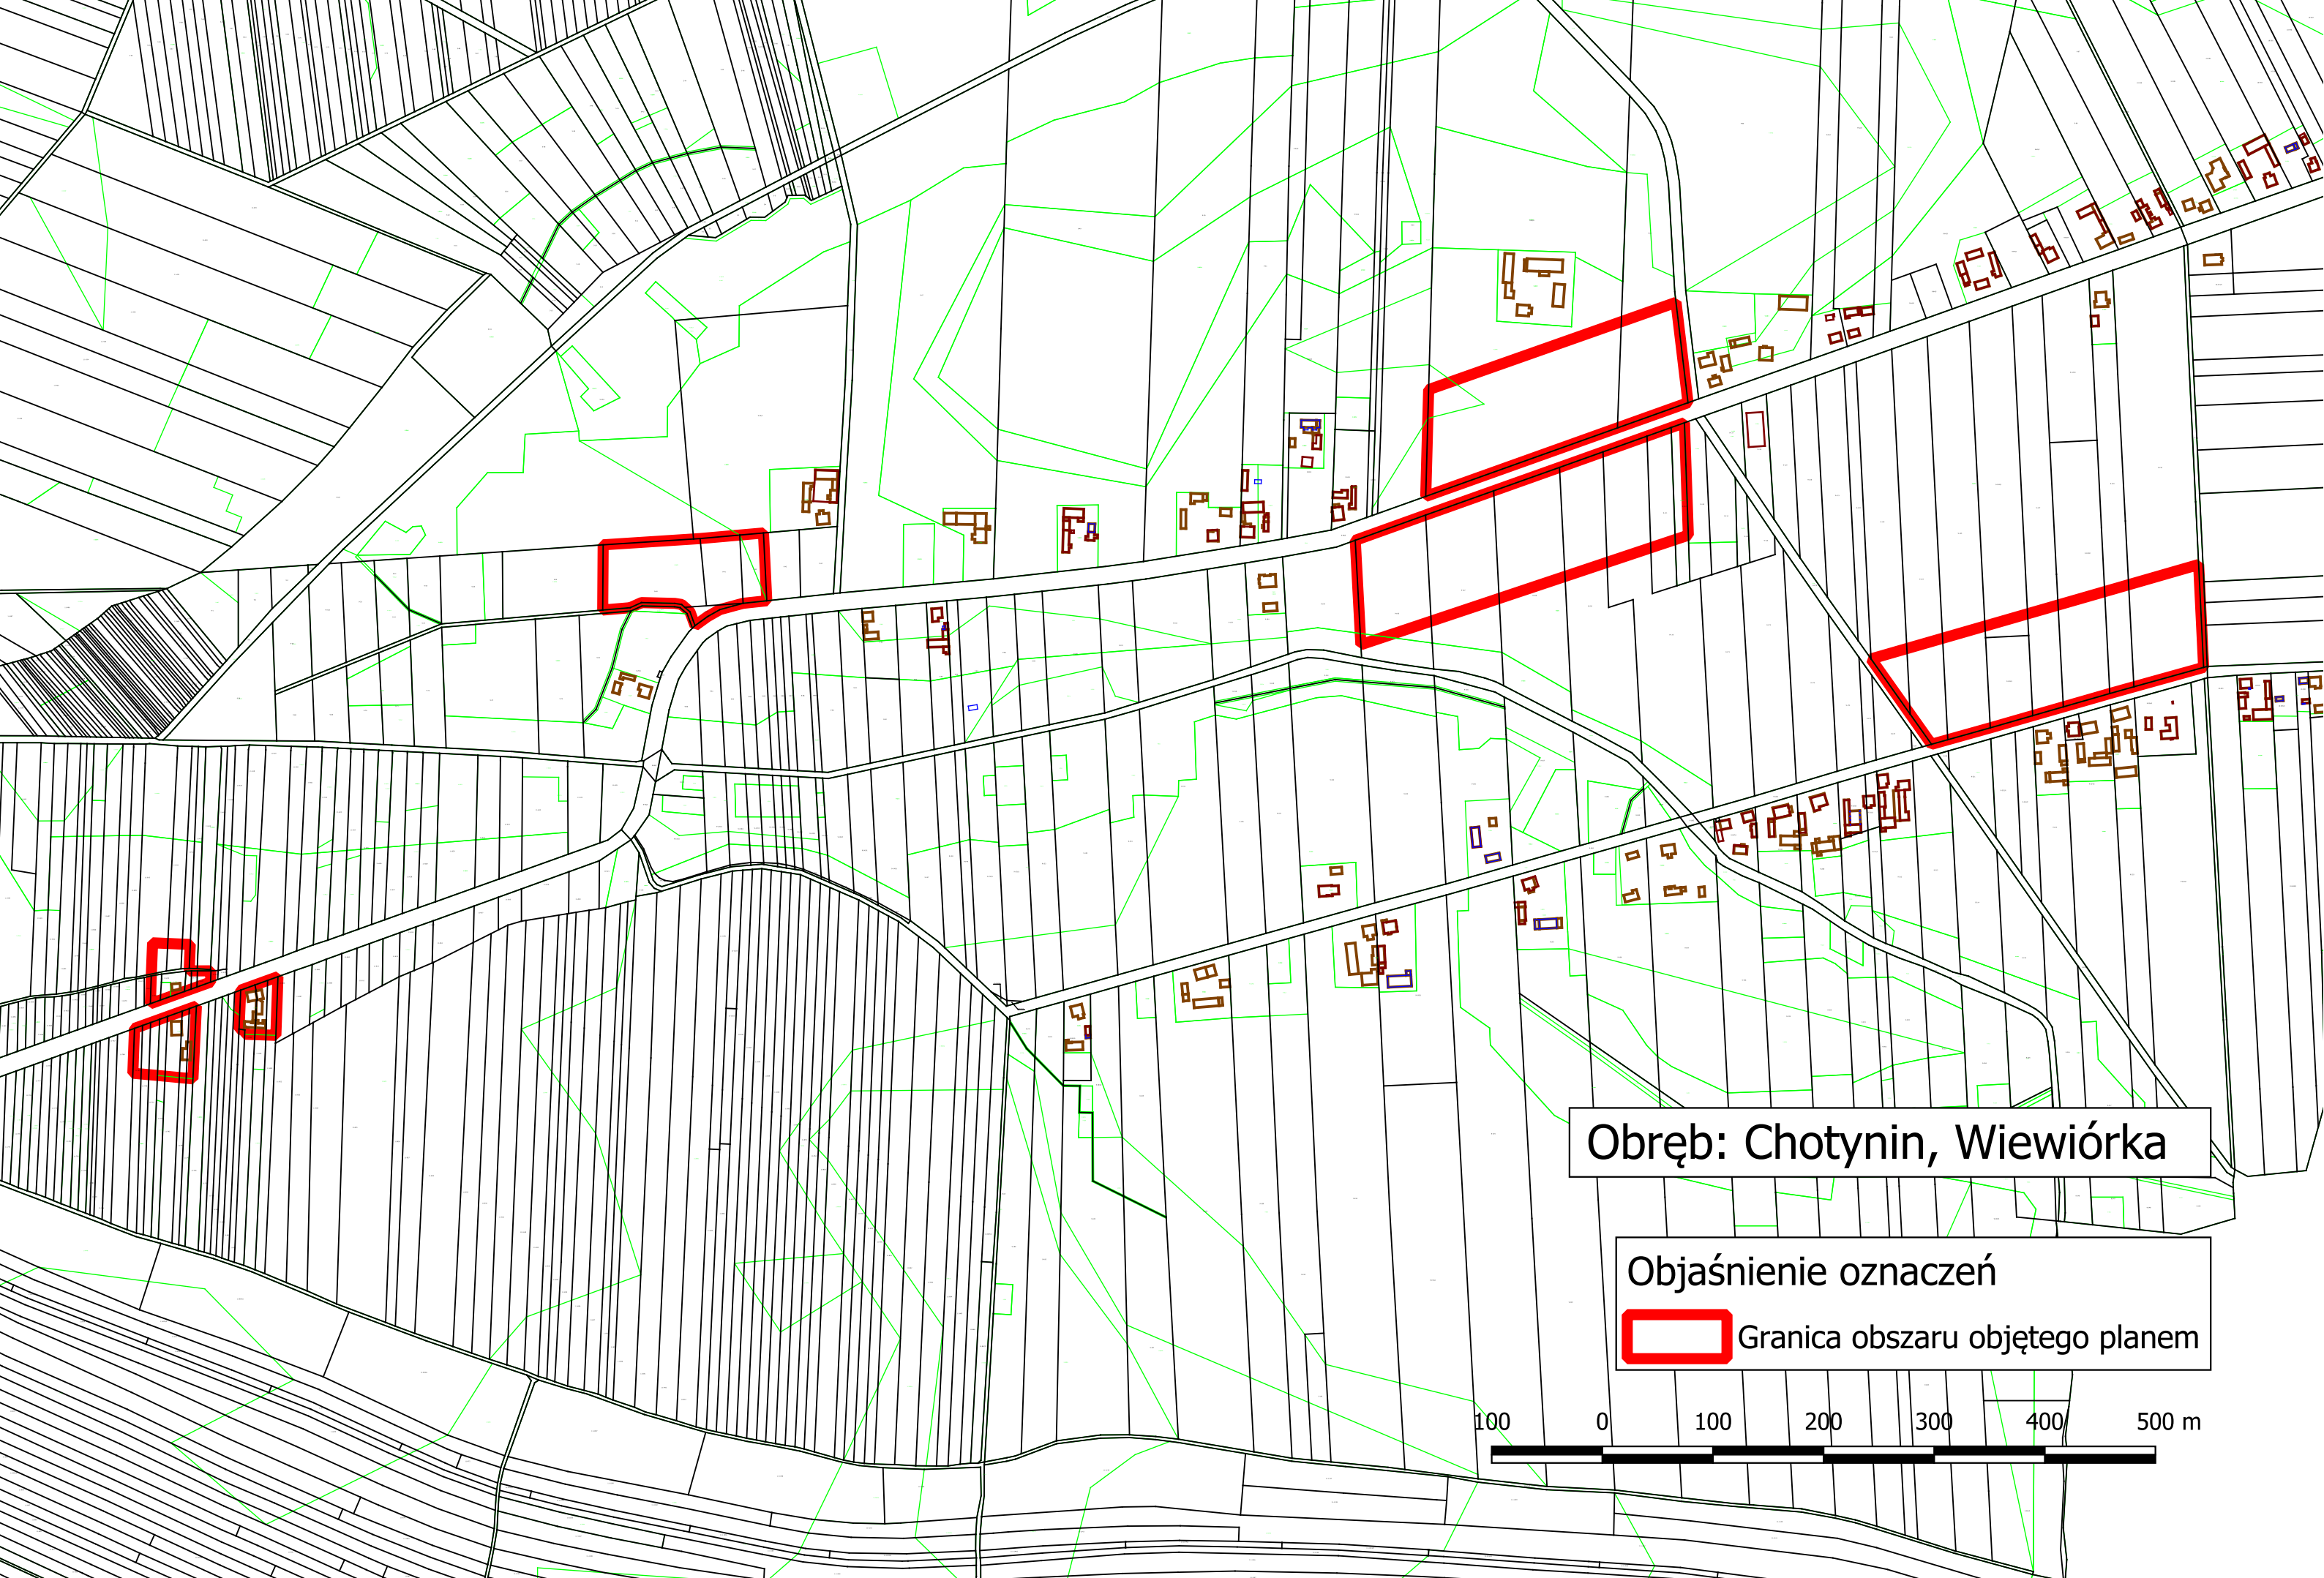 Obręb: Chotynin, Wiewiórka
Objaśnienie oznaczeń
Granica obszaru objętego planem
100 0 100 200 300 400 500 m